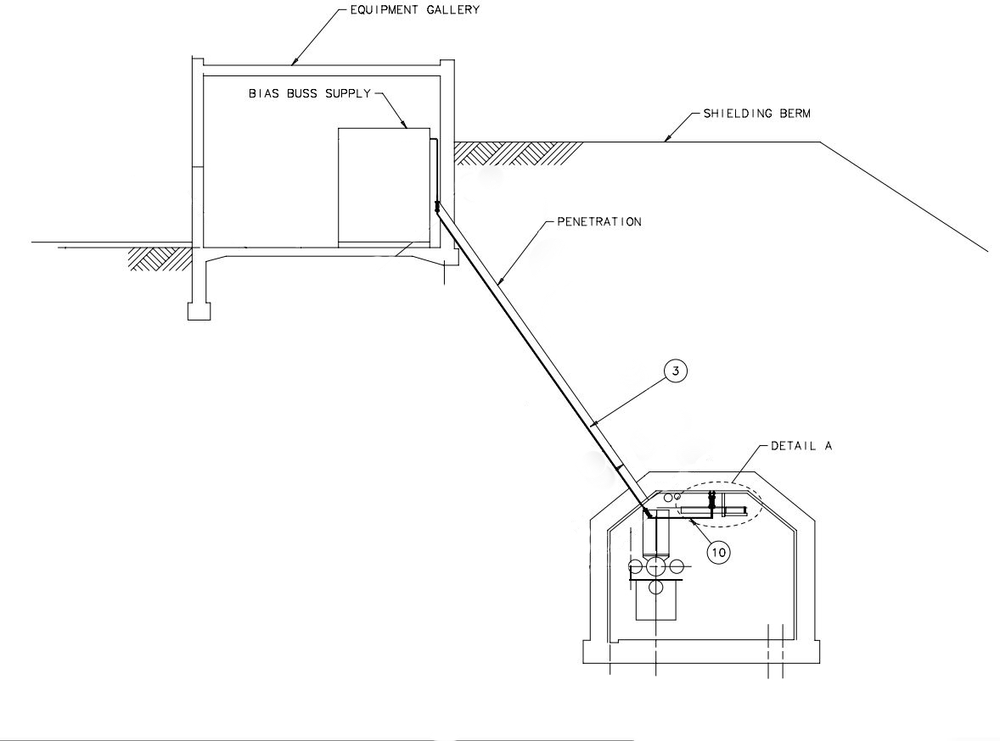 EQUIPMENT GALLERY
BIAS BUSS SUPPLY
SHIELDING BERM
PENETRATION
3
DETAIL A
10